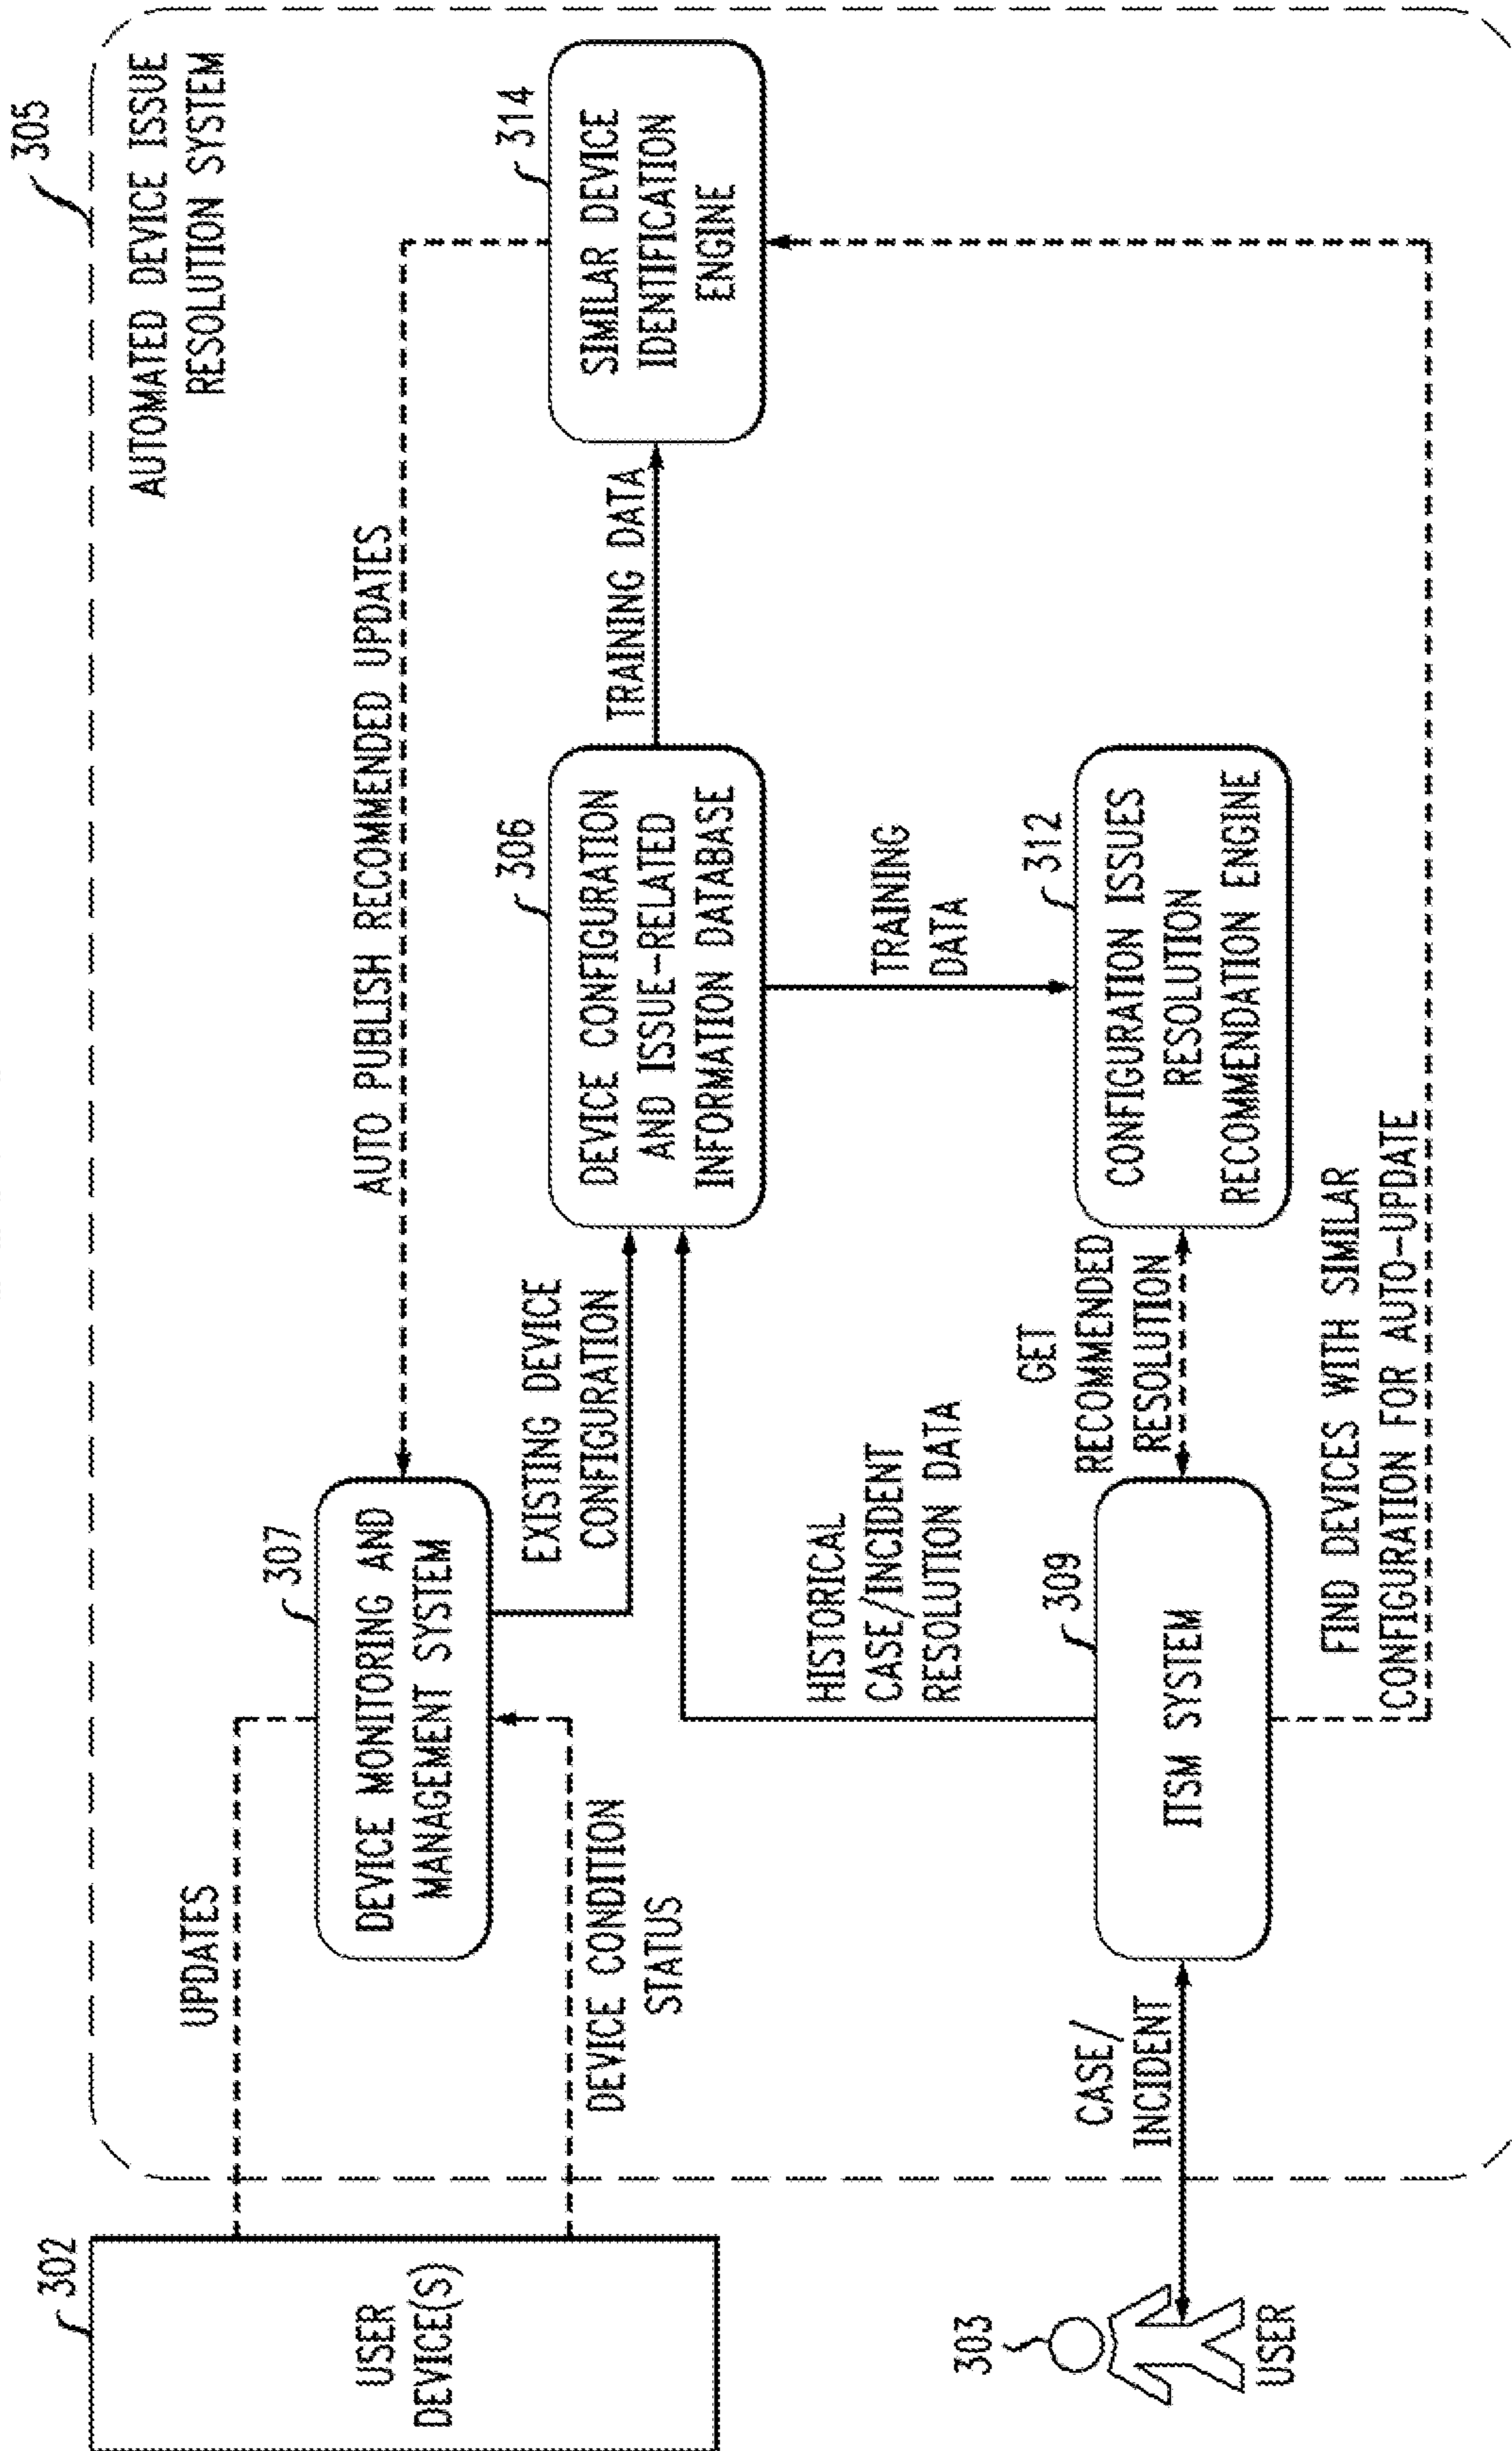 305
AUTOMATED DEVICE ISSUE
RESOLUTION SYSTEM
302
USER
DEVICE(S)
UPDATES
307
DEVICE MONITORING AND
MANAGEMENT SYSTEM
DEVICE CONDITION
STATUS
AUTO PUBLISH RECOMMENDED UPDATES
EXISTING DEVICE
CONFIGURATION
306
DEVICE CONFIGURATION
AND ISSUE-RELATED
INFORMATION DATABASE
TRAINING DATA
314
SIMILAR DEVICE
IDENTIFICATION
ENGINE
HISTORICAL
CASE/INCIDENT
RESOLUTION DATA
TRAINING
DATA
303
USER
CASE/
INCIDENT
309
ITSM SYSTEM
GET
RECOMMENDED
RESOLUTION
312
CONFIGURATION ISSUES
RESOLUTION
RECOMMENDATION ENGINE
FIND DEVICES WITH SIMILAR
CONFIGURATION FOR AUTO-UPDATE